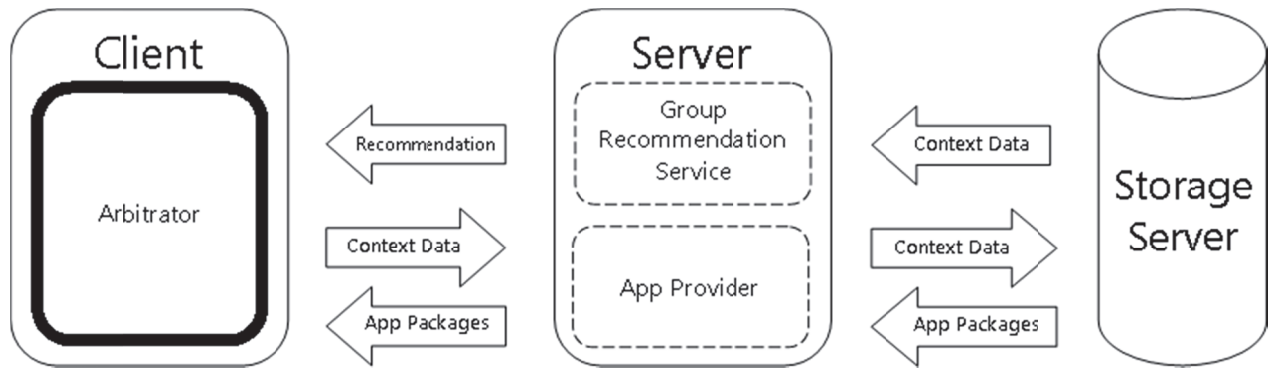 Client
Arbitrator
Recommendation
Context Data
App Packages
Server
Group
Recommendation
Service
App Provider
Context Data
Context Data
App Packages
Storage
Server